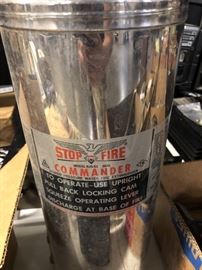 STOP FIRE
COMMANDER
TO OPERATE-USE UPRIGHT
PULL BACK LOCKING CAM
SQUEEZE OPERATING LEVER
DISCHARGE AT BASE OF FIRE